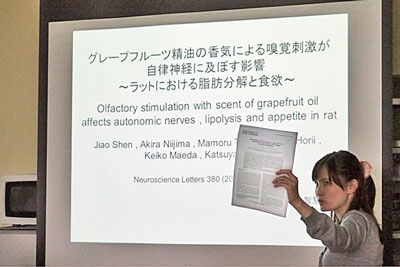 グレープフルーツ精油の香気による嗅覚刺激が
自律神経に及ぼす影響
～ラットにおける脂肪分解と食欲～
Olfactory stimulation with scent of grapefruit oil
affects autonomic nerves , lipolysis and appetite in rat
Jiao Shen , Akira Niijima , Mamoru Horii ,
Keiko Maeda , Katsuya
Neuroscience Letters 380 (20